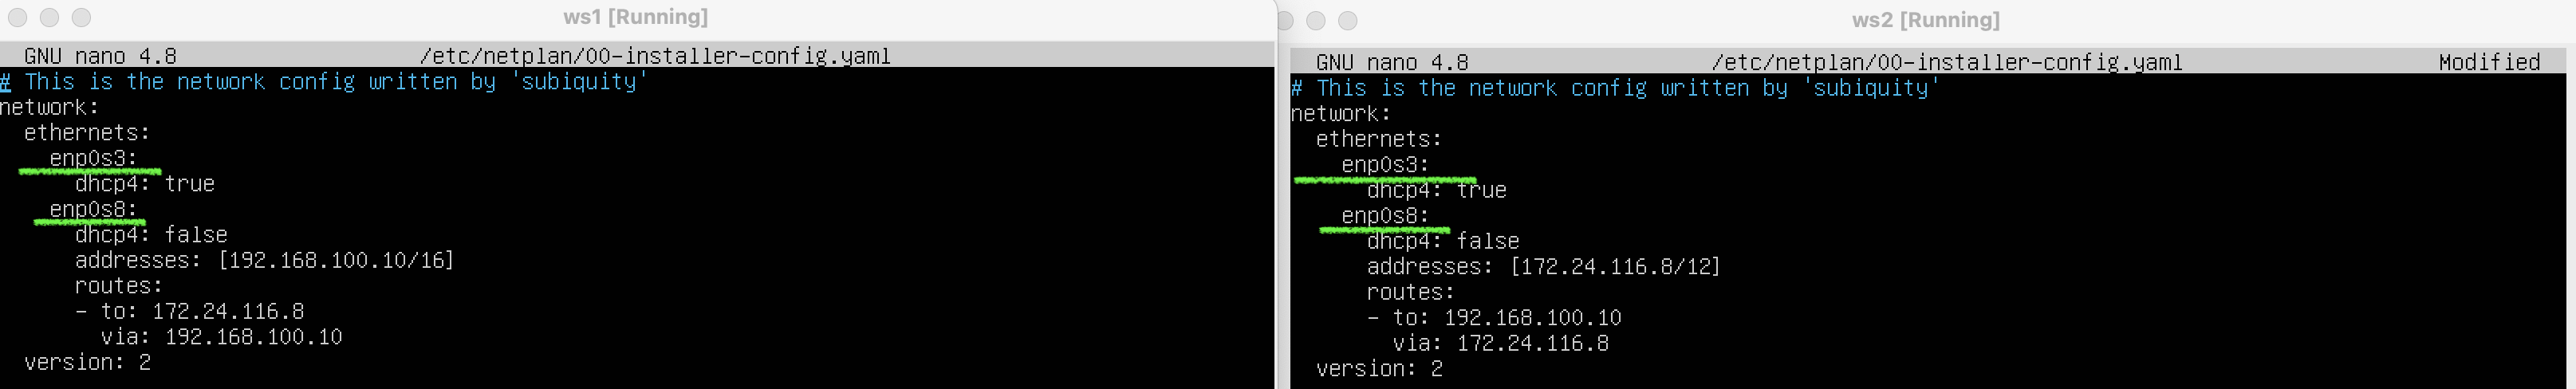 ws1 [Running]
GNU nano 4.8 /etc/netplan/00-installer-config.yaml
# This is the network config written by 'subiquity'
network:
  ethernets:
    enp0s3:
      dhcp4: true
    enp0s8:
      dhcp4: false
      addresses: [192.168.100.10/16]
      routes:
      - to: 172.24.116.8
        via: 192.168.100.10
  version: 2
ws2 [Running]
GNU nano 4.8 /etc/netplan/00-installer-config.yaml Modified
# This is the network config written by 'subiquity'
network:
  ethernets:
    enp0s3:
      dhcp4: true
    enp0s8:
      dhcp4: false
      addresses: [172.24.116.8/12]
      routes:
      - to: 192.168.100.10
        via: 172.24.116.8
  version: 2